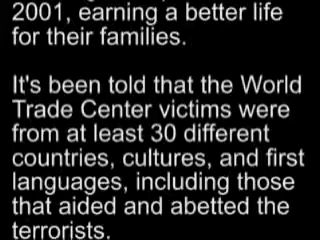 2001, earning a better life
for their families.
It's been told that the World
Trade Center victims were
from at least 30 different
countries, cultures, and first
languages, including those
that aided and abetted the
terrorists.